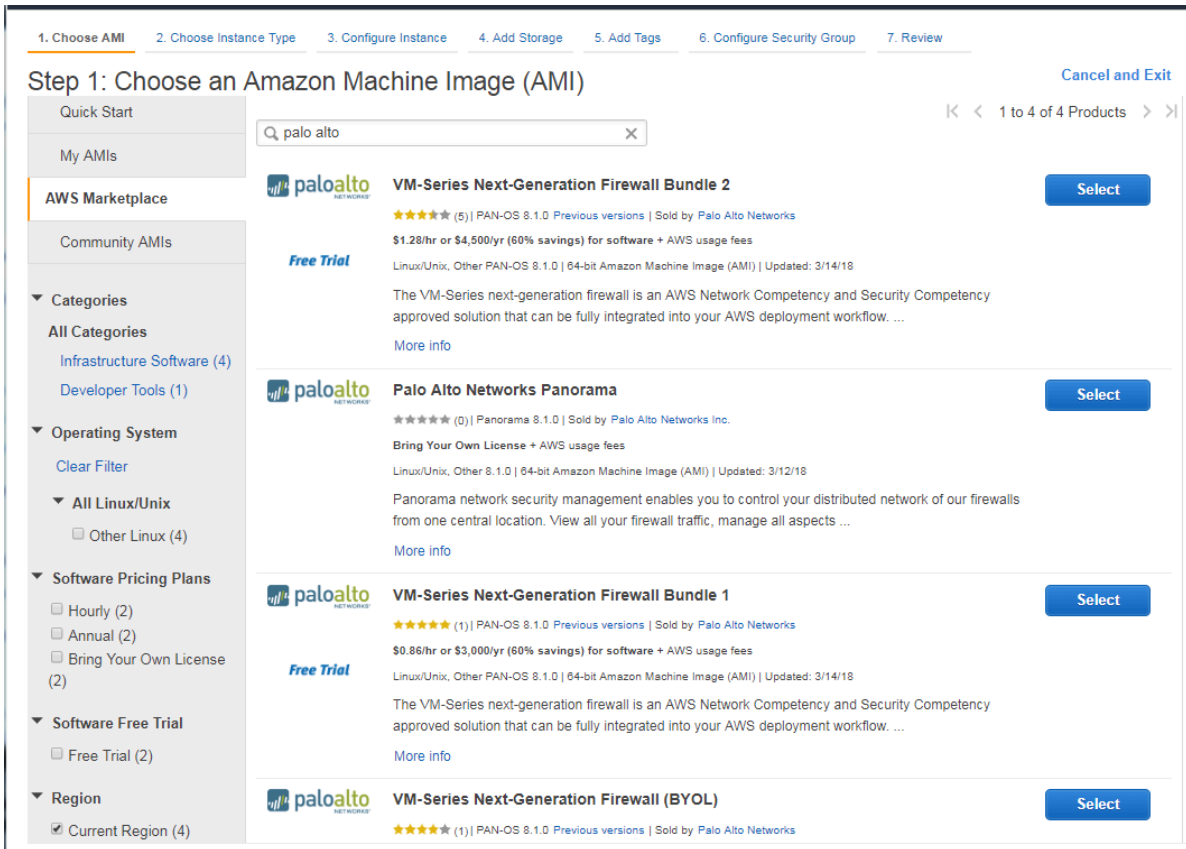 1. Choose AMI 2. Choose Instance Type 3. Configure Instance 4. Add Storage 5. Add Tags 6. Configure Security Group 7. Review
Step 1: Choose an Amazon Machine Image (AMI)
Cancel and Exit
Quick Start
My AMIs
AWS Marketplace
Community AMIs
Categories
All Categories
Infrastructure Software (4)
Developer Tools (1)
Operating System
Clear Filter
All Linux/Unix
Other Linux (4)
Software Pricing Plans
Hourly (2)
Annual (2)
Bring Your Own License
(2)
Software Free Trial
Free Trial (2)
Region
Current Region (4)
1 to 4 of 4 Products
palo alto
paloalto
NETWORKS
Free Trial
VM-Series Next-Generation Firewall Bundle 2
Select
(5) | PAN-OS 8.1.0 Previous versions | Sold by Palo Alto Networks
$1.28/hr or $4,500/yr (60% savings) for software + AWS usage fees
Linux/Unix, Other PAN-OS 8.1.0 | 64-bit Amazon Machine Image (AMI) | Updated: 3/14/18
The VM-Series next-generation firewall is an AWS Network Competency and Security Competency
approved solution that can be fully integrated into your AWS deployment workflow. ...
More info
paloalto
NETWORKS
Palo Alto Networks Panorama
Select
(0) | Panorama 8.1.0 | Sold by Palo Alto Networks Inc.
Bring Your Own License + AWS usage fees
Linux/Unix, Other 8.1.0 | 64-bit Amazon Machine Image (AMI) | Updated: 3/12/18
Panorama network security management enables you to control your distributed network of our firewalls
from one central location. View all your firewall traffic, manage all aspects ...
More info
paloalto
NETWORKS
Free Trial
VM-Series Next-Generation Firewall Bundle 1
Select
(1) | PAN-OS 8.1.0 Previous versions | Sold by Palo Alto Networks
$0.86/hr or $3,000/yr (60% savings) for software + AWS usage fees
Linux/Unix, Other PAN-OS 8.1.0 | 64-bit Amazon Machine Image (AMI) | Updated: 3/14/18
The VM-Series next-generation firewall is an AWS Network Competency and Security Competency
approved solution that can be fully integrated into your AWS deployment workflow. ...
More info
paloalto
NETWORKS
VM-Series Next-Generation Firewall (BYOL)
Select
(1) | PAN-OS 8.1.0 Previous versions | Sold by Palo Alto Networks